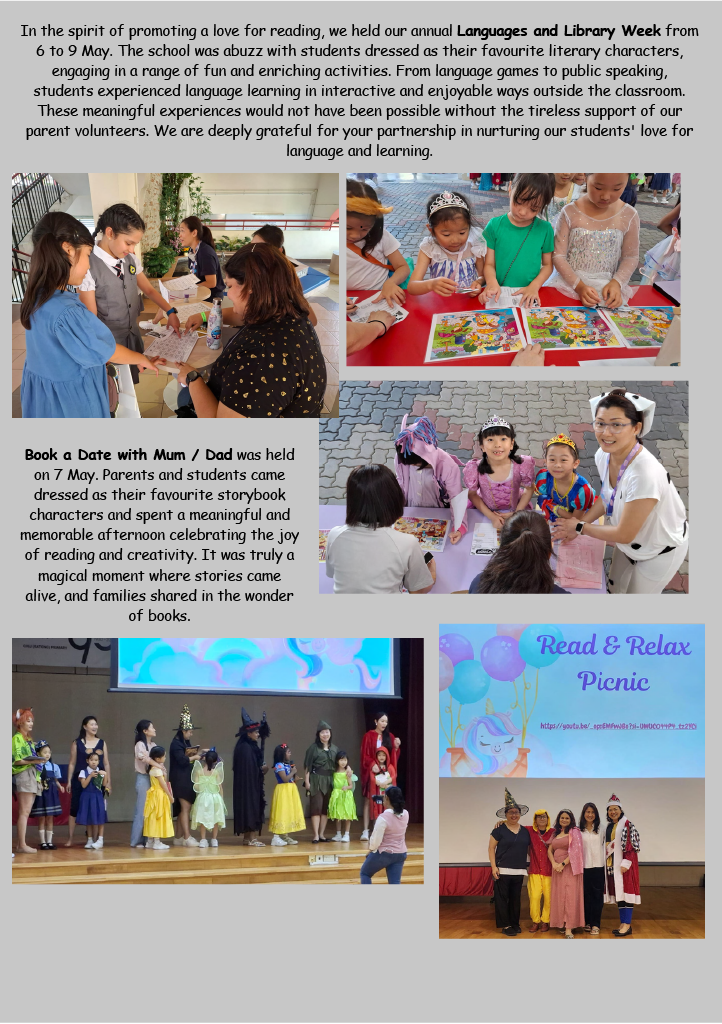 In the spirit of promoting a love for reading, we held our annual Languages and Library Week from
6 to 9 May. The school was abuzz with students dressed as their favourite literary characters,
engaging in a range of fun and enriching activities. From language games to public speaking,
students experienced language learning in interactive and enjoyable ways outside the classroom.
These meaningful experiences would not have been possible without the tireless support of our
parent volunteers. We are deeply grateful for your partnership in nurturing our students' love for
language and learning.
Book a Date with Mum / Dad was held
on 7 May. Parents and students came
dressed as their favourite storybook
characters and spent a meaningful and
memorable afternoon celebrating the joy
of reading and creativity. It was truly a
magical moment where stories came
alive, and families shared in the wonder
of books.
Read & Relax
Picnic